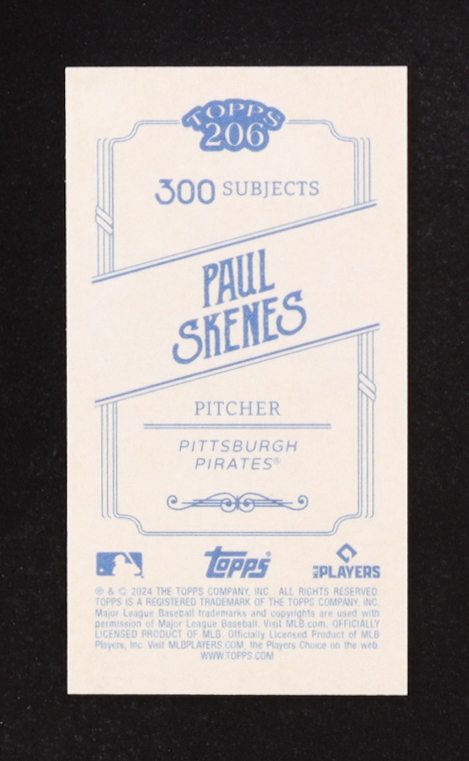 TOPPS
206
300 SUBJECTS
PAUL
SKENES
PITCHER
PITTSBURGH
PIRATES®
Topps®
MLB PLAYERS
® & © 2024 THE TOPPS COMPANY, INC. ALL RIGHTS RESERVED.
TOPPS IS A REGISTERED TRADEMARK OF THE TOPPS COMPANY, INC.
Major League Baseball trademarks and copyrights are used with
permission of Major League Baseball. Visit MLB.com. OFFICIALLY
LICENSED PRODUCT OF MLB. Officially Licensed Product of MLB
Players, Inc. Visit MLBPLAYERS.COM, the Players Choice on the web.
WWW.TOPPS.COM